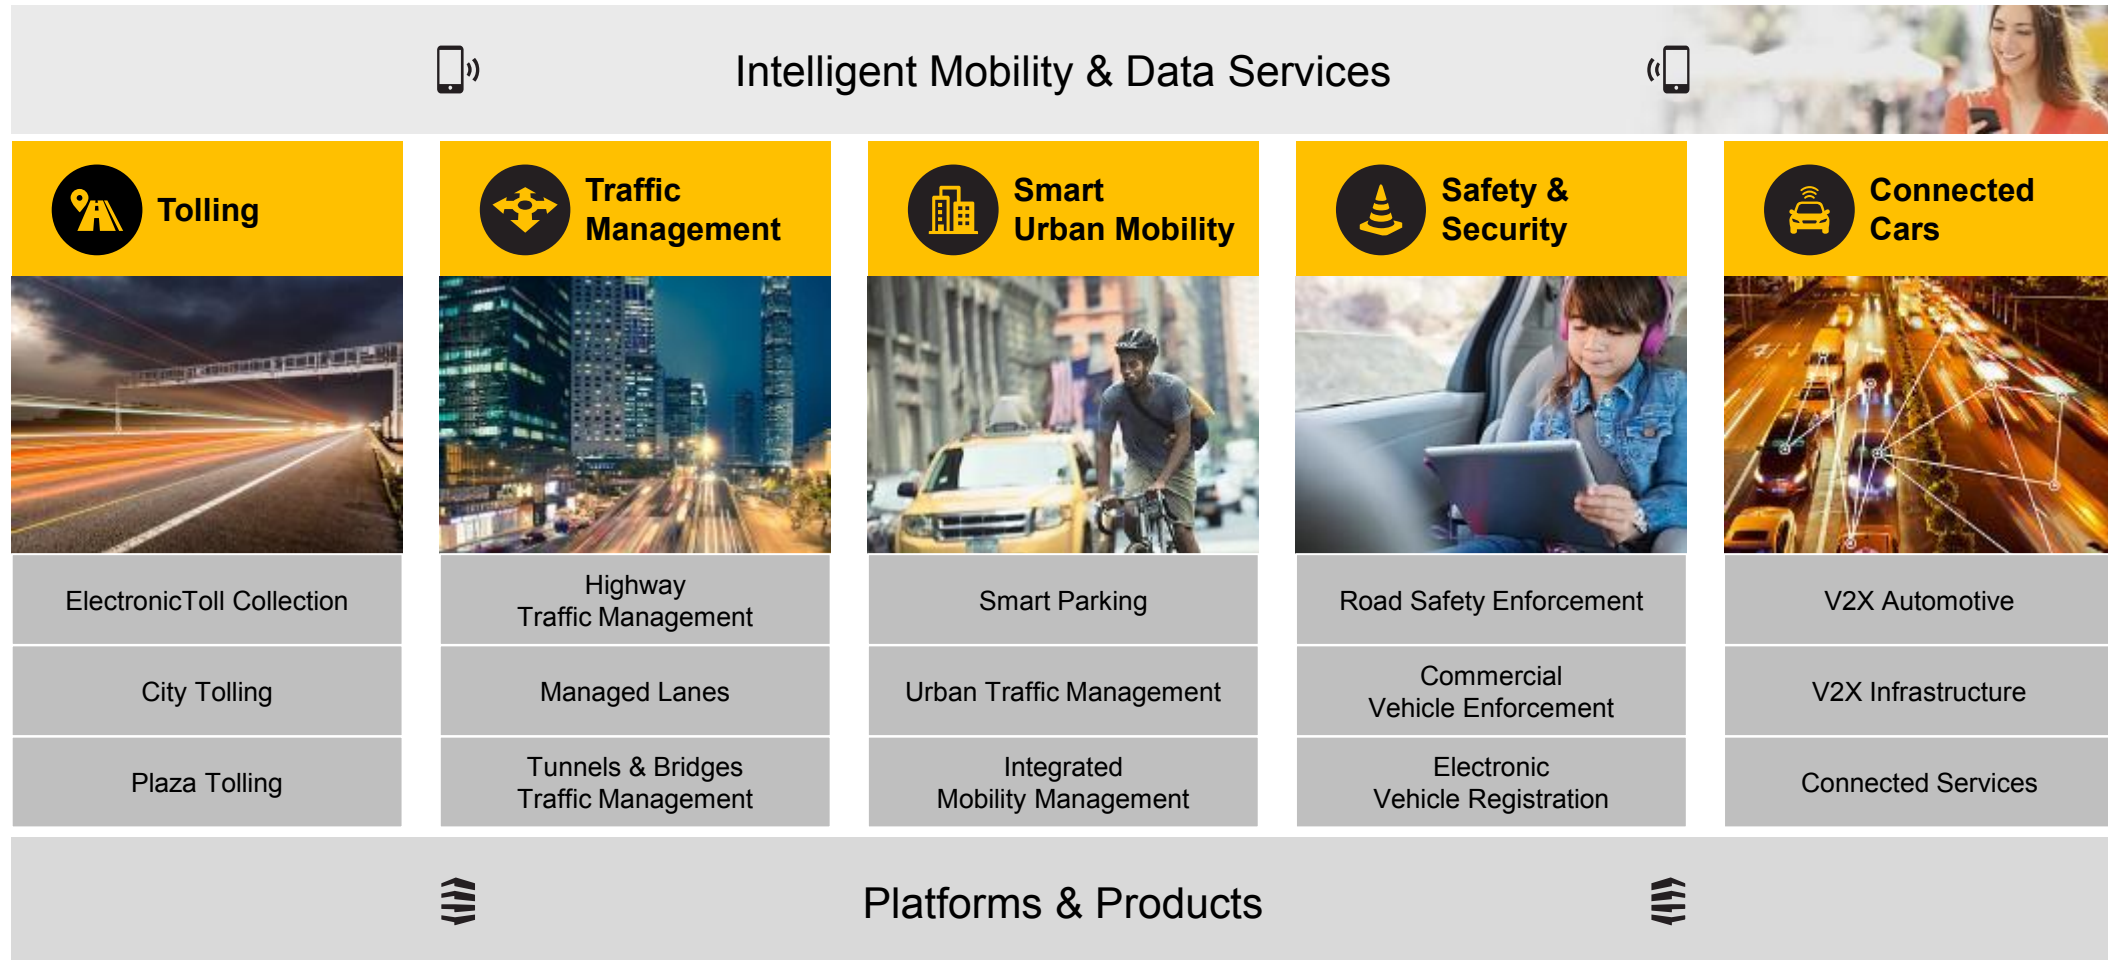 Intelligent Mobility & Data Services
Tolling
Traffic
Management
Smart
Urban Mobility
Safety &
Security
Connected
Cars
ElectronicToll Collection
Highway
Traffic Management
Smart Parking
Road Safety Enforcement
V2X Automotive
City Tolling
Managed Lanes
Urban Traffic Management
Commercial
Vehicle Enforcement
V2X Infrastructure
Plaza Tolling
Tunnels & Bridges
Traffic Management
Integrated
Mobility Management
Electronic
Vehicle Registration
Connected Services
Platforms & Products